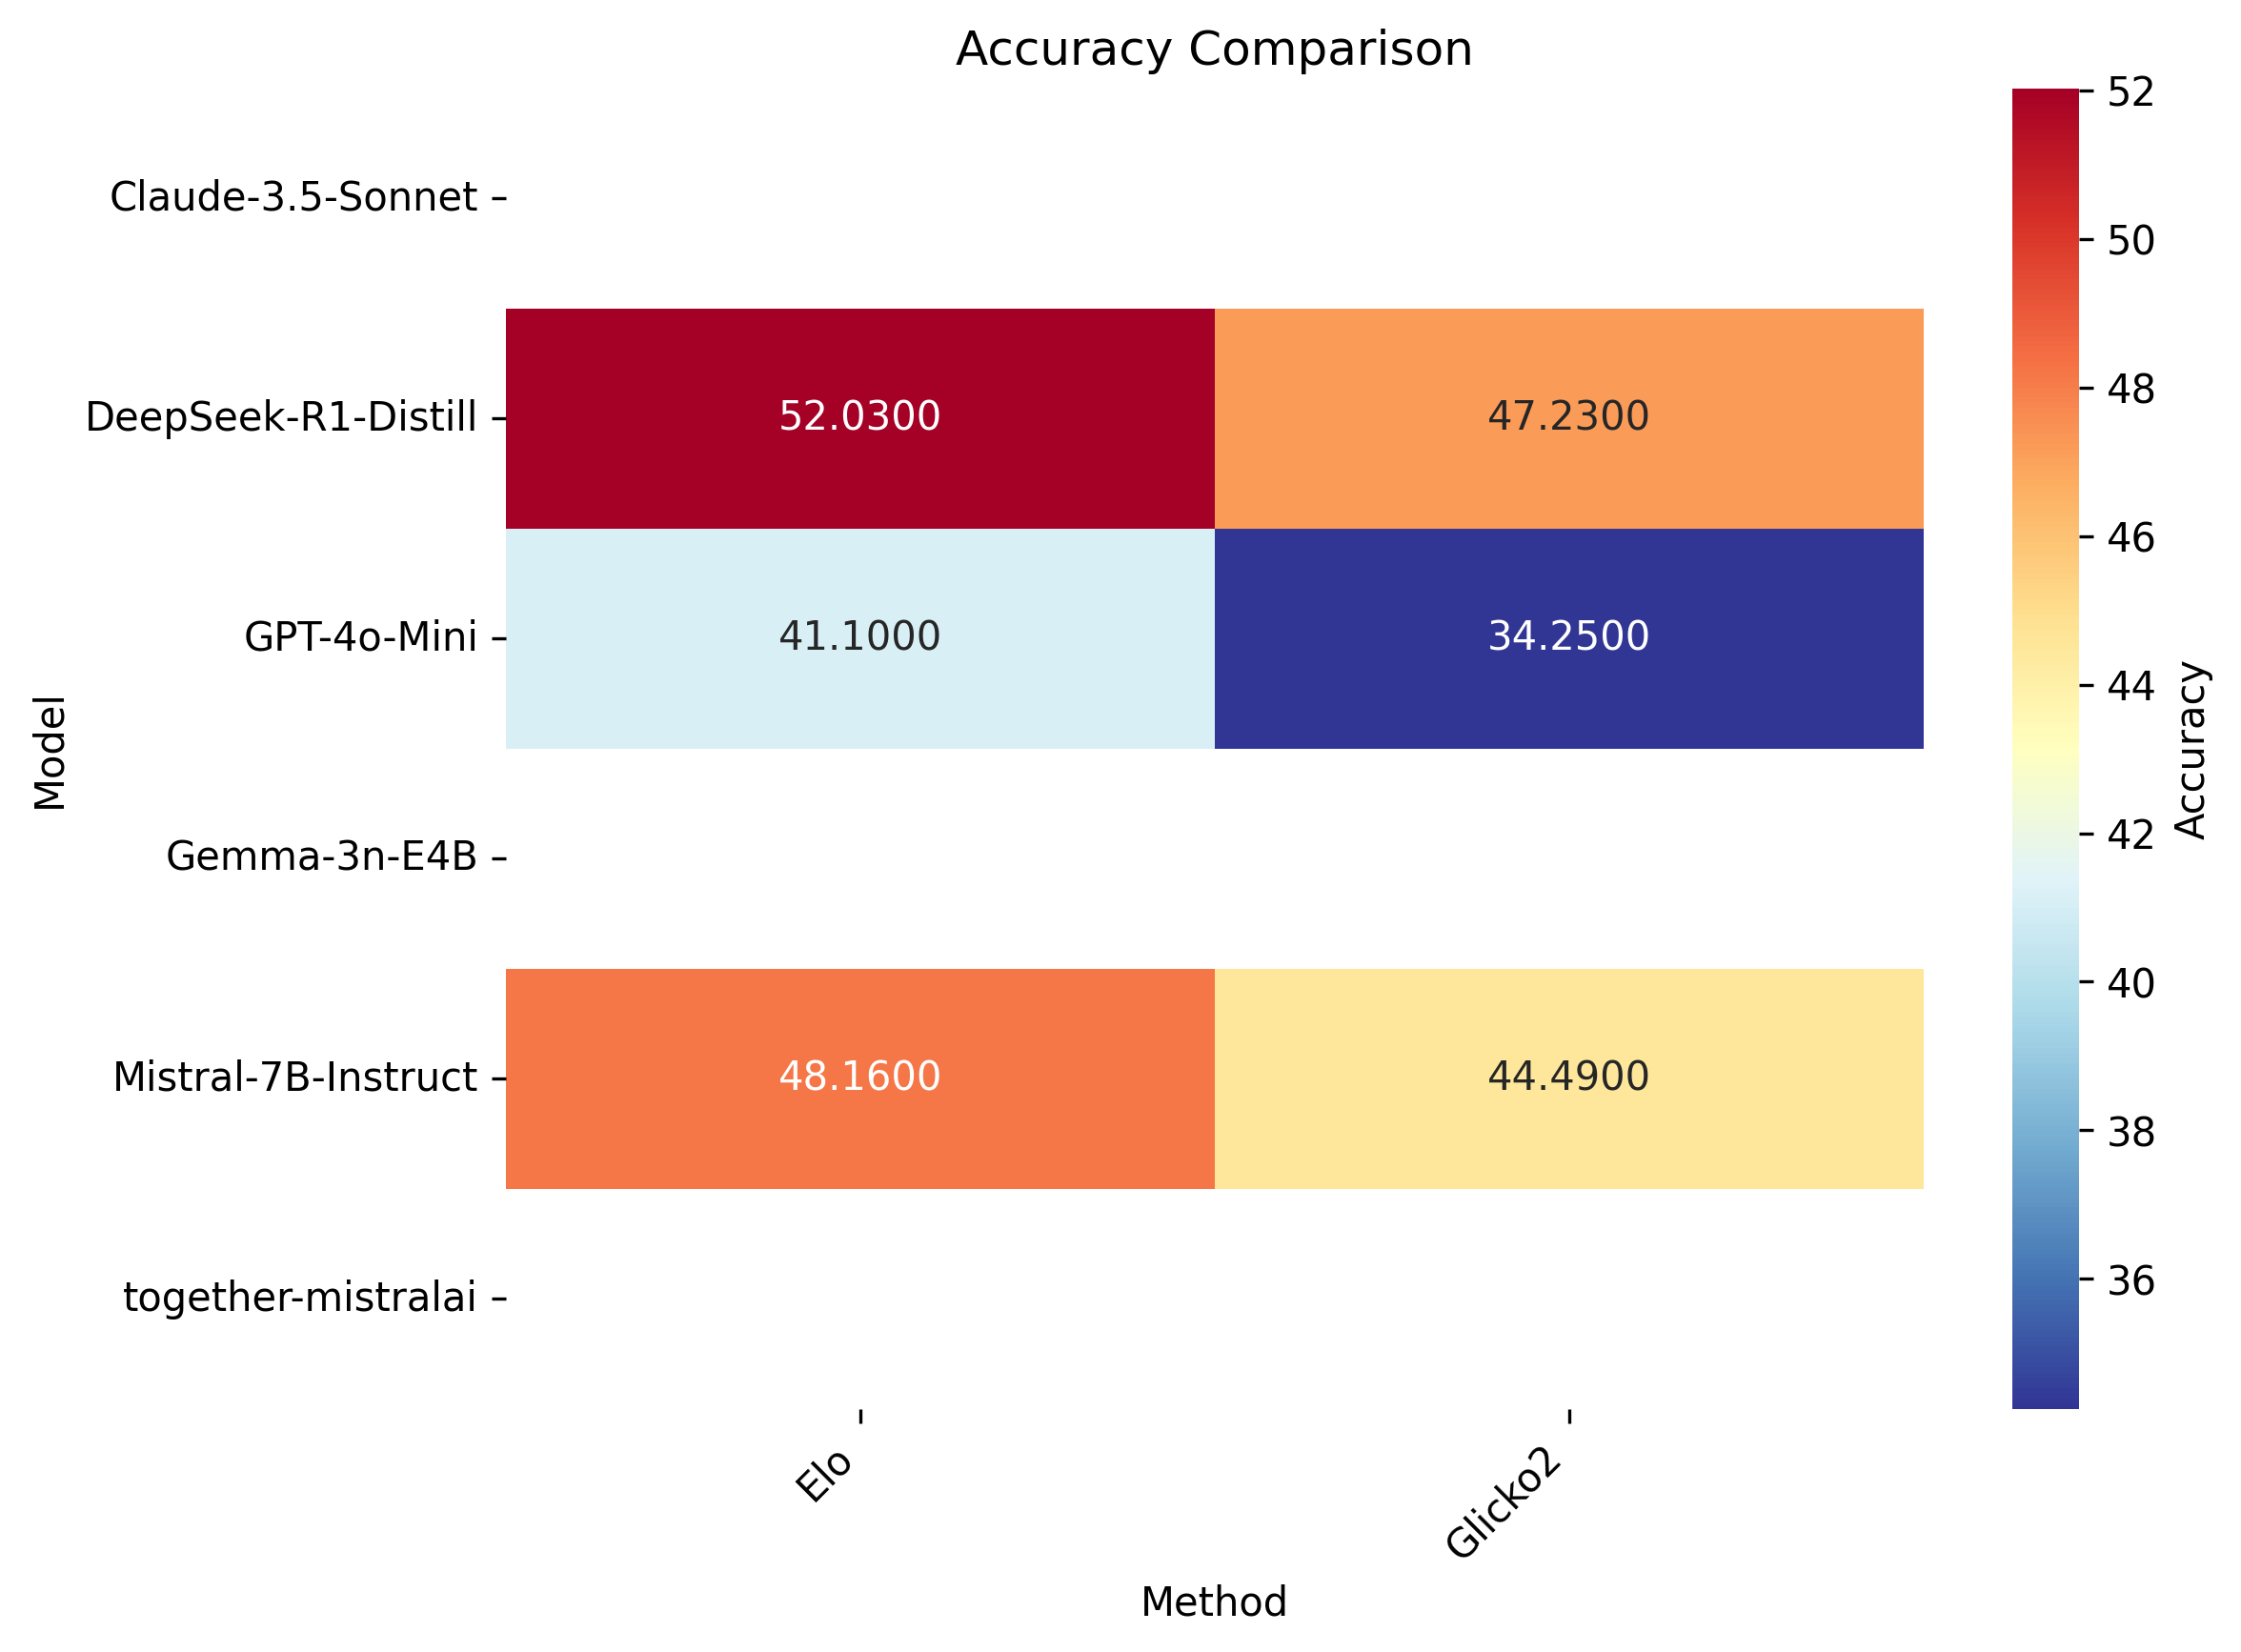 Accuracy Comparison
Claude-3.5-Sonnet
DeepSeek-R1-Distill
52.0300
47.2300
GPT-4o-Mini
41.1000
34.2500
Gemma-3n-E4B
Mistral-7B-Instruct
48.1600
44.4900
together-mistralai
Model
Elo
Glicko2
Method
52
50
48
46
44
42
40
38
36
Accuracy